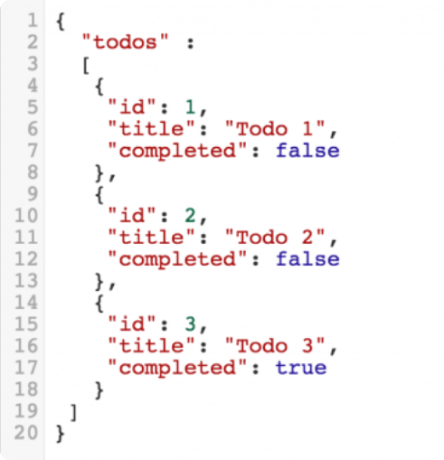 1 {
2   "todos" :
3   [
4    {
5     "id": 1,
6     "title": "Todo 1",
7     "completed": false
8    },
9    {
10     "id": 2,
11     "title": "Todo 2",
12     "completed": false
13    },
14    {
15     "id": 3,
16     "title": "Todo 3",
17     "completed": true
18    }
19  ]
20 }